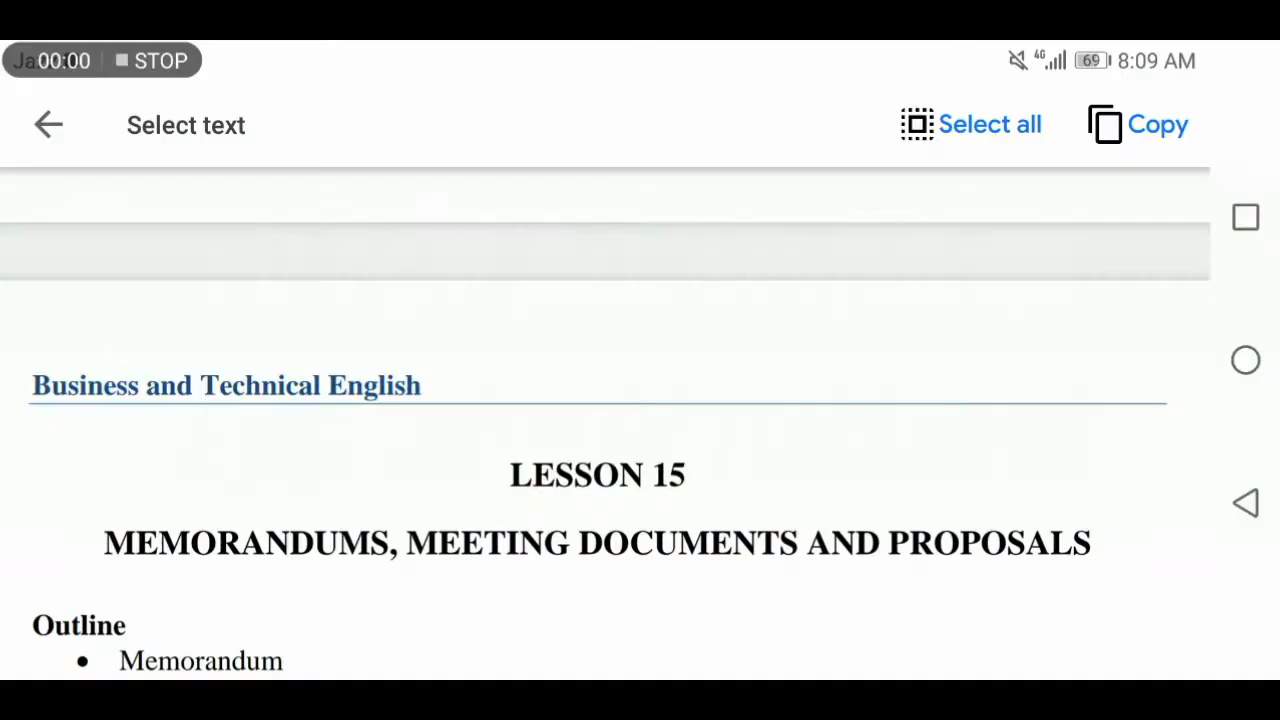 00:00 STOP
4G 69 8:09 AM
Select text
Select all
Copy
Business and Technical English
LESSON 15
MEMORANDUMS, MEETING DOCUMENTS AND PROPOSALS
Outline
• Memorandum